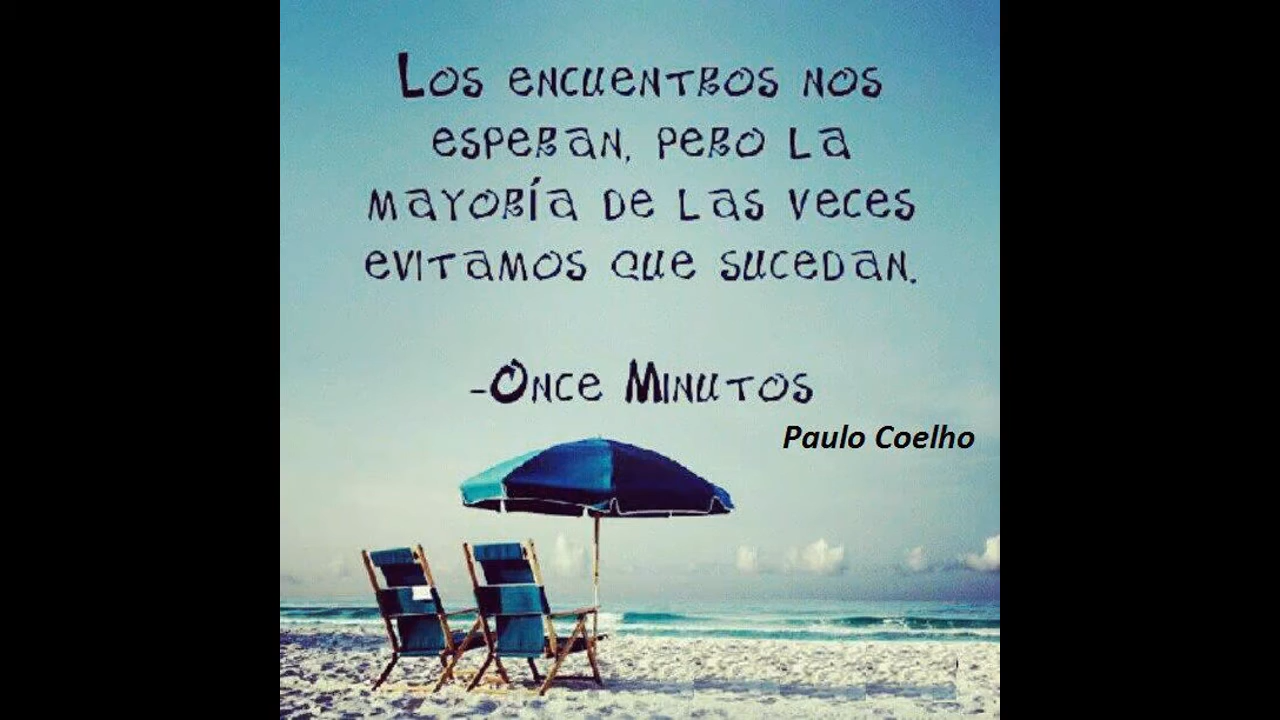 Los encuentros nos
esperan, pero la
mayoría de las veces
evitamos que sucedan.
-Once Minutos
Paulo Coelho